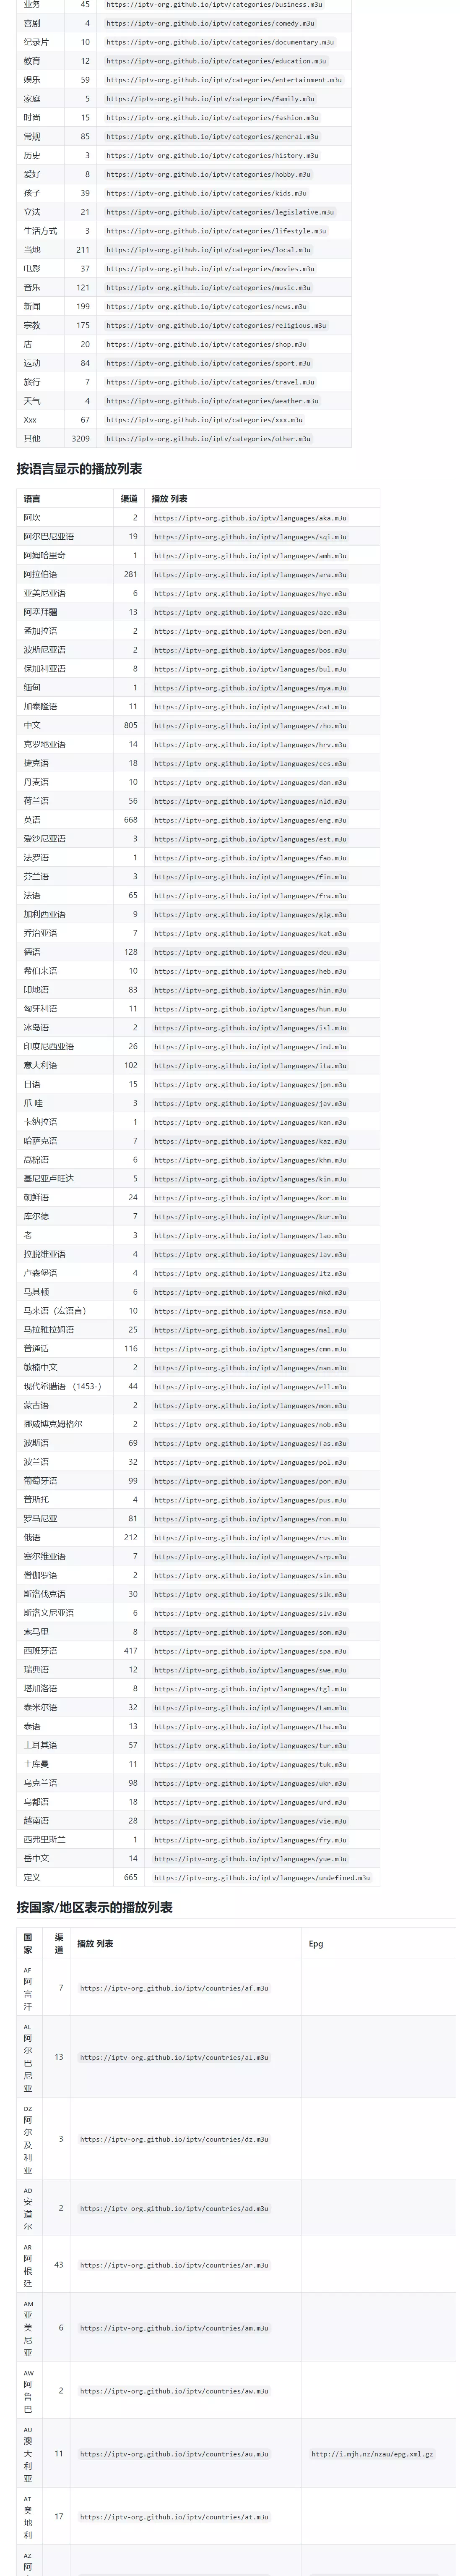 业务 45 https://iptv-org.github.io/iptv/categories/business.m3u
喜剧 4 https://iptv-org.github.io/iptv/categories/comedy.m3u
纪录片 10 https://iptv-org.github.io/iptv/categories/documentary.m3u
教育 12 https://iptv-org.github.io/iptv/categories/education.m3u
娱乐 59 https://iptv-org.github.io/iptv/categories/entertainment.m3u
家庭 5 https://iptv-org.github.io/iptv/categories/family.m3u
时尚 15 https://iptv-org.github.io/iptv/categories/fashion.m3u
常规 85 https://iptv-org.github.io/iptv/categories/general.m3u
历史 3 https://iptv-org.github.io/iptv/categories/history.m3u
爱好 8 https://iptv-org.github.io/iptv/categories/hobby.m3u
孩子 39 https://iptv-org.github.io/iptv/categories/kids.m3u
立法 21 https://iptv-org.github.io/iptv/categories/legislative.m3u
生活方式 3 https://iptv-org.github.io/iptv/categories/lifestyle.m3u
当地 211 https://iptv-org.github.io/iptv/categories/local.m3u
电影 37 https://iptv-org.github.io/iptv/categories/movies.m3u
音乐 121 https://iptv-org.github.io/iptv/categories/music.m3u
新闻 199 https://iptv-org.github.io/iptv/categories/news.m3u
宗教 175 https://iptv-org.github.io/iptv/categories/religious.m3u
店 20 https://iptv-org.github.io/iptv/categories/shop.m3u
运动 84 https://iptv-org.github.io/iptv/categories/sport.m3u
旅行 7 https://iptv-org.github.io/iptv/categories/travel.m3u
天气 4 https://iptv-org.github.io/iptv/categories/weather.m3u
Xxx 67 https://iptv-org.github.io/iptv/categories/xxx.m3u
其他 3209 https://iptv-org.github.io/iptv/categories/other.m3u
按语言显示的播放列表
语言 渠道 播放 列表
阿坎 2 https://iptv-org.github.io/iptv/languages/aka.m3u
阿尔巴尼亚语 19 https://iptv-org.github.io/iptv/languages/sqi.m3u
阿姆哈里奇 1 https://iptv-org.github.io/iptv/languages/amh.m3u
阿拉伯语 281 https://iptv-org.github.io/iptv/languages/ara.m3u
亚美尼亚语 6 https://iptv-org.github.io/iptv/languages/hye.m3u
阿塞拜疆 13 https://iptv-org.github.io/iptv/languages/aze.m3u
孟加拉语 2 https://iptv-org.github.io/iptv/languages/ben.m3u
波斯尼亚语 2 https://iptv-org.github.io/iptv/languages/bos.m3u
保加利亚语 8 https://iptv-org.github.io/iptv/languages/bul.m3u
缅甸 1 https://iptv-org.github.io/iptv/languages/mya.m3u
加泰隆语 11 https://iptv-org.github.io/iptv/languages/cat.m3u
中文 805 https://iptv-org.github.io/iptv/languages/zho.m3u
克罗地亚语 14 https://iptv-org.github.io/iptv/languages/hrv.m3u
捷克语 18 https://iptv-org.github.io/iptv/languages/ces.m3u
丹麦语 10 https://iptv-org.github.io/iptv/languages/dan.m3u
荷兰语 56 https://iptv-org.github.io/iptv/languages/nld.m3u
英语 668 https://iptv-org.github.io/iptv/languages/eng.m3u
爱沙尼亚语 3 https://iptv-org.github.io/iptv/languages/est.m3u
法罗语 1 https://iptv-org.github.io/iptv/languages/fao.m3u
芬兰语 3 https://iptv-org.github.io/iptv/languages/fin.m3u
法语 65 https://iptv-org.github.io/iptv/languages/fra.m3u
加利西亚语 9 https://iptv-org.github.io/iptv/languages/glg.m3u
乔治亚语 7 https://iptv-org.github.io/iptv/languages/kat.m3u
德语 128 https://iptv-org.github.io/iptv/languages/deu.m3u
希伯来语 10 https://iptv-org.github.io/iptv/languages/heb.m3u
印地语 83 https://iptv-org.github.io/iptv/languages/hin.m3u
匈牙利语 11 https://iptv-org.github.io/iptv/languages/hun.m3u
冰岛语 2 https://iptv-org.github.io/iptv/languages/isl.m3u
印度尼西亚语 26 https://iptv-org.github.io/iptv/languages/ind.m3u
意大利语 102 https://iptv-org.github.io/iptv/languages/ita.m3u
日语 15 https://iptv-org.github.io/iptv/languages/jpn.m3u
爪 哇 3 https://iptv-org.github.io/iptv/languages/jav.m3u
卡纳拉语 1 https://iptv-org.github.io/iptv/languages/kan.m3u
哈萨克语 7 https://iptv-org.github.io/iptv/languages/kaz.m3u
高棉语 6 https://iptv-org.github.io/iptv/languages/khm.m3u
基尼亚卢旺达 5 https://iptv-org.github.io/iptv/languages/kin.m3u
朝鲜语 24 https://iptv-org.github.io/iptv/languages/kor.m3u
库尔德 7 https://iptv-org.github.io/iptv/languages/kur.m3u
老 3 https://iptv-org.github.io/iptv/languages/lao.m3u
拉脱维亚语 4 https://iptv-org.github.io/iptv/languages/lav.m3u
卢森堡语 4 https://iptv-org.github.io/iptv/languages/ltz.m3u
马其顿 6 https://iptv-org.github.io/iptv/languages/mkd.m3u
马来语（宏语言） 10 https://iptv-org.github.io/iptv/languages/msa.m3u
马拉雅拉姆语 25 https://iptv-org.github.io/iptv/languages/mal.m3u
普通话 116 https://iptv-org.github.io/iptv/languages/cmn.m3u
敏楠中文 2 https://iptv-org.github.io/iptv/languages/nan.m3u
现代希腊语 （1453-） 44 https://iptv-org.github.io/iptv/languages/ell.m3u
蒙古语 2 https://iptv-org.github.io/iptv/languages/mon.m3u
挪威博克姆格尔 2 https://iptv-org.github.io/iptv/languages/nob.m3u
波斯语 69 https://iptv-org.github.io/iptv/languages/fas.m3u
波兰语 32 https://iptv-org.github.io/iptv/languages/pol.m3u
葡萄牙语 99 https://iptv-org.github.io/iptv/languages/por.m3u
普斯托 4 https://iptv-org.github.io/iptv/languages/pus.m3u
罗马尼亚 81 https://iptv-org.github.io/iptv/languages/ron.m3u
俄语 212 https://iptv-org.github.io/iptv/languages/rus.m3u
塞尔维亚语 7 https://iptv-org.github.io/iptv/languages/srp.m3u
僧伽罗语 2 https://iptv-org.github.io/iptv/languages/sin.m3u
斯洛伐克语 30 https://iptv-org.github.io/iptv/languages/slk.m3u
斯洛文尼亚语 6 https://iptv-org.github.io/iptv/languages/slv.m3u
索马里 8 https://iptv-org.github.io/iptv/languages/som.m3u
西班牙语 417 https://iptv-org.github.io/iptv/languages/spa.m3u
瑞典语 12 https://iptv-org.github.io/iptv/languages/swe.m3u
塔加洛语 8 https://iptv-org.github.io/iptv/languages/tgl.m3u
泰米尔语 32 https://iptv-org.github.io/iptv/languages/tam.m3u
泰语 13 https://iptv-org.github.io/iptv/languages/tha.m3u
土耳其语 57 https://iptv-org.github.io/iptv/languages/tur.m3u
土库曼 11 https://iptv-org.github.io/iptv/languages/tuk.m3u
乌克兰语 98 https://iptv-org.github.io/iptv/languages/ukr.m3u
乌都语 18 https://iptv-org.github.io/iptv/languages/urd.m3u
越南语 28 https://iptv-org.github.io/iptv/languages/vie.m3u
西弗里斯兰 1 https://iptv-org.github.io/iptv/languages/fry.m3u
岳中文 14 https://iptv-org.github.io/iptv/languages/yue.m3u
定义 665 https://iptv-org.github.io/iptv/languages/undefined.m3u
按国家/地区表示的播放列表
国家 渠道 播放 列表 Epg
AF 阿富汗 7 https://iptv-org.github.io/iptv/countries/af.m3u
AL 阿尔巴尼亚 13 https://iptv-org.github.io/iptv/countries/al.m3u
DZ 阿尔及利亚 3 https://iptv-org.github.io/iptv/countries/dz.m3u
AD 安道尔 2 https://iptv-org.github.io/iptv/countries/ad.m3u
AR 阿根廷 43 https://iptv-org.github.io/iptv/countries/ar.m3u
AM 亚美尼亚 6 https://iptv-org.github.io/iptv/countries/am.m3u
AW 阿鲁巴 2 https://iptv-org.github.io/iptv/countries/aw.m3u
AU 澳大利亚 11 https://iptv-org.github.io/iptv/countries/au.m3u http://i.mjh.nz/nzau/epg.xml.gz
AT 奥地利 17 https://iptv-org.github.io/iptv/countries/at.m3u
AZ 阿